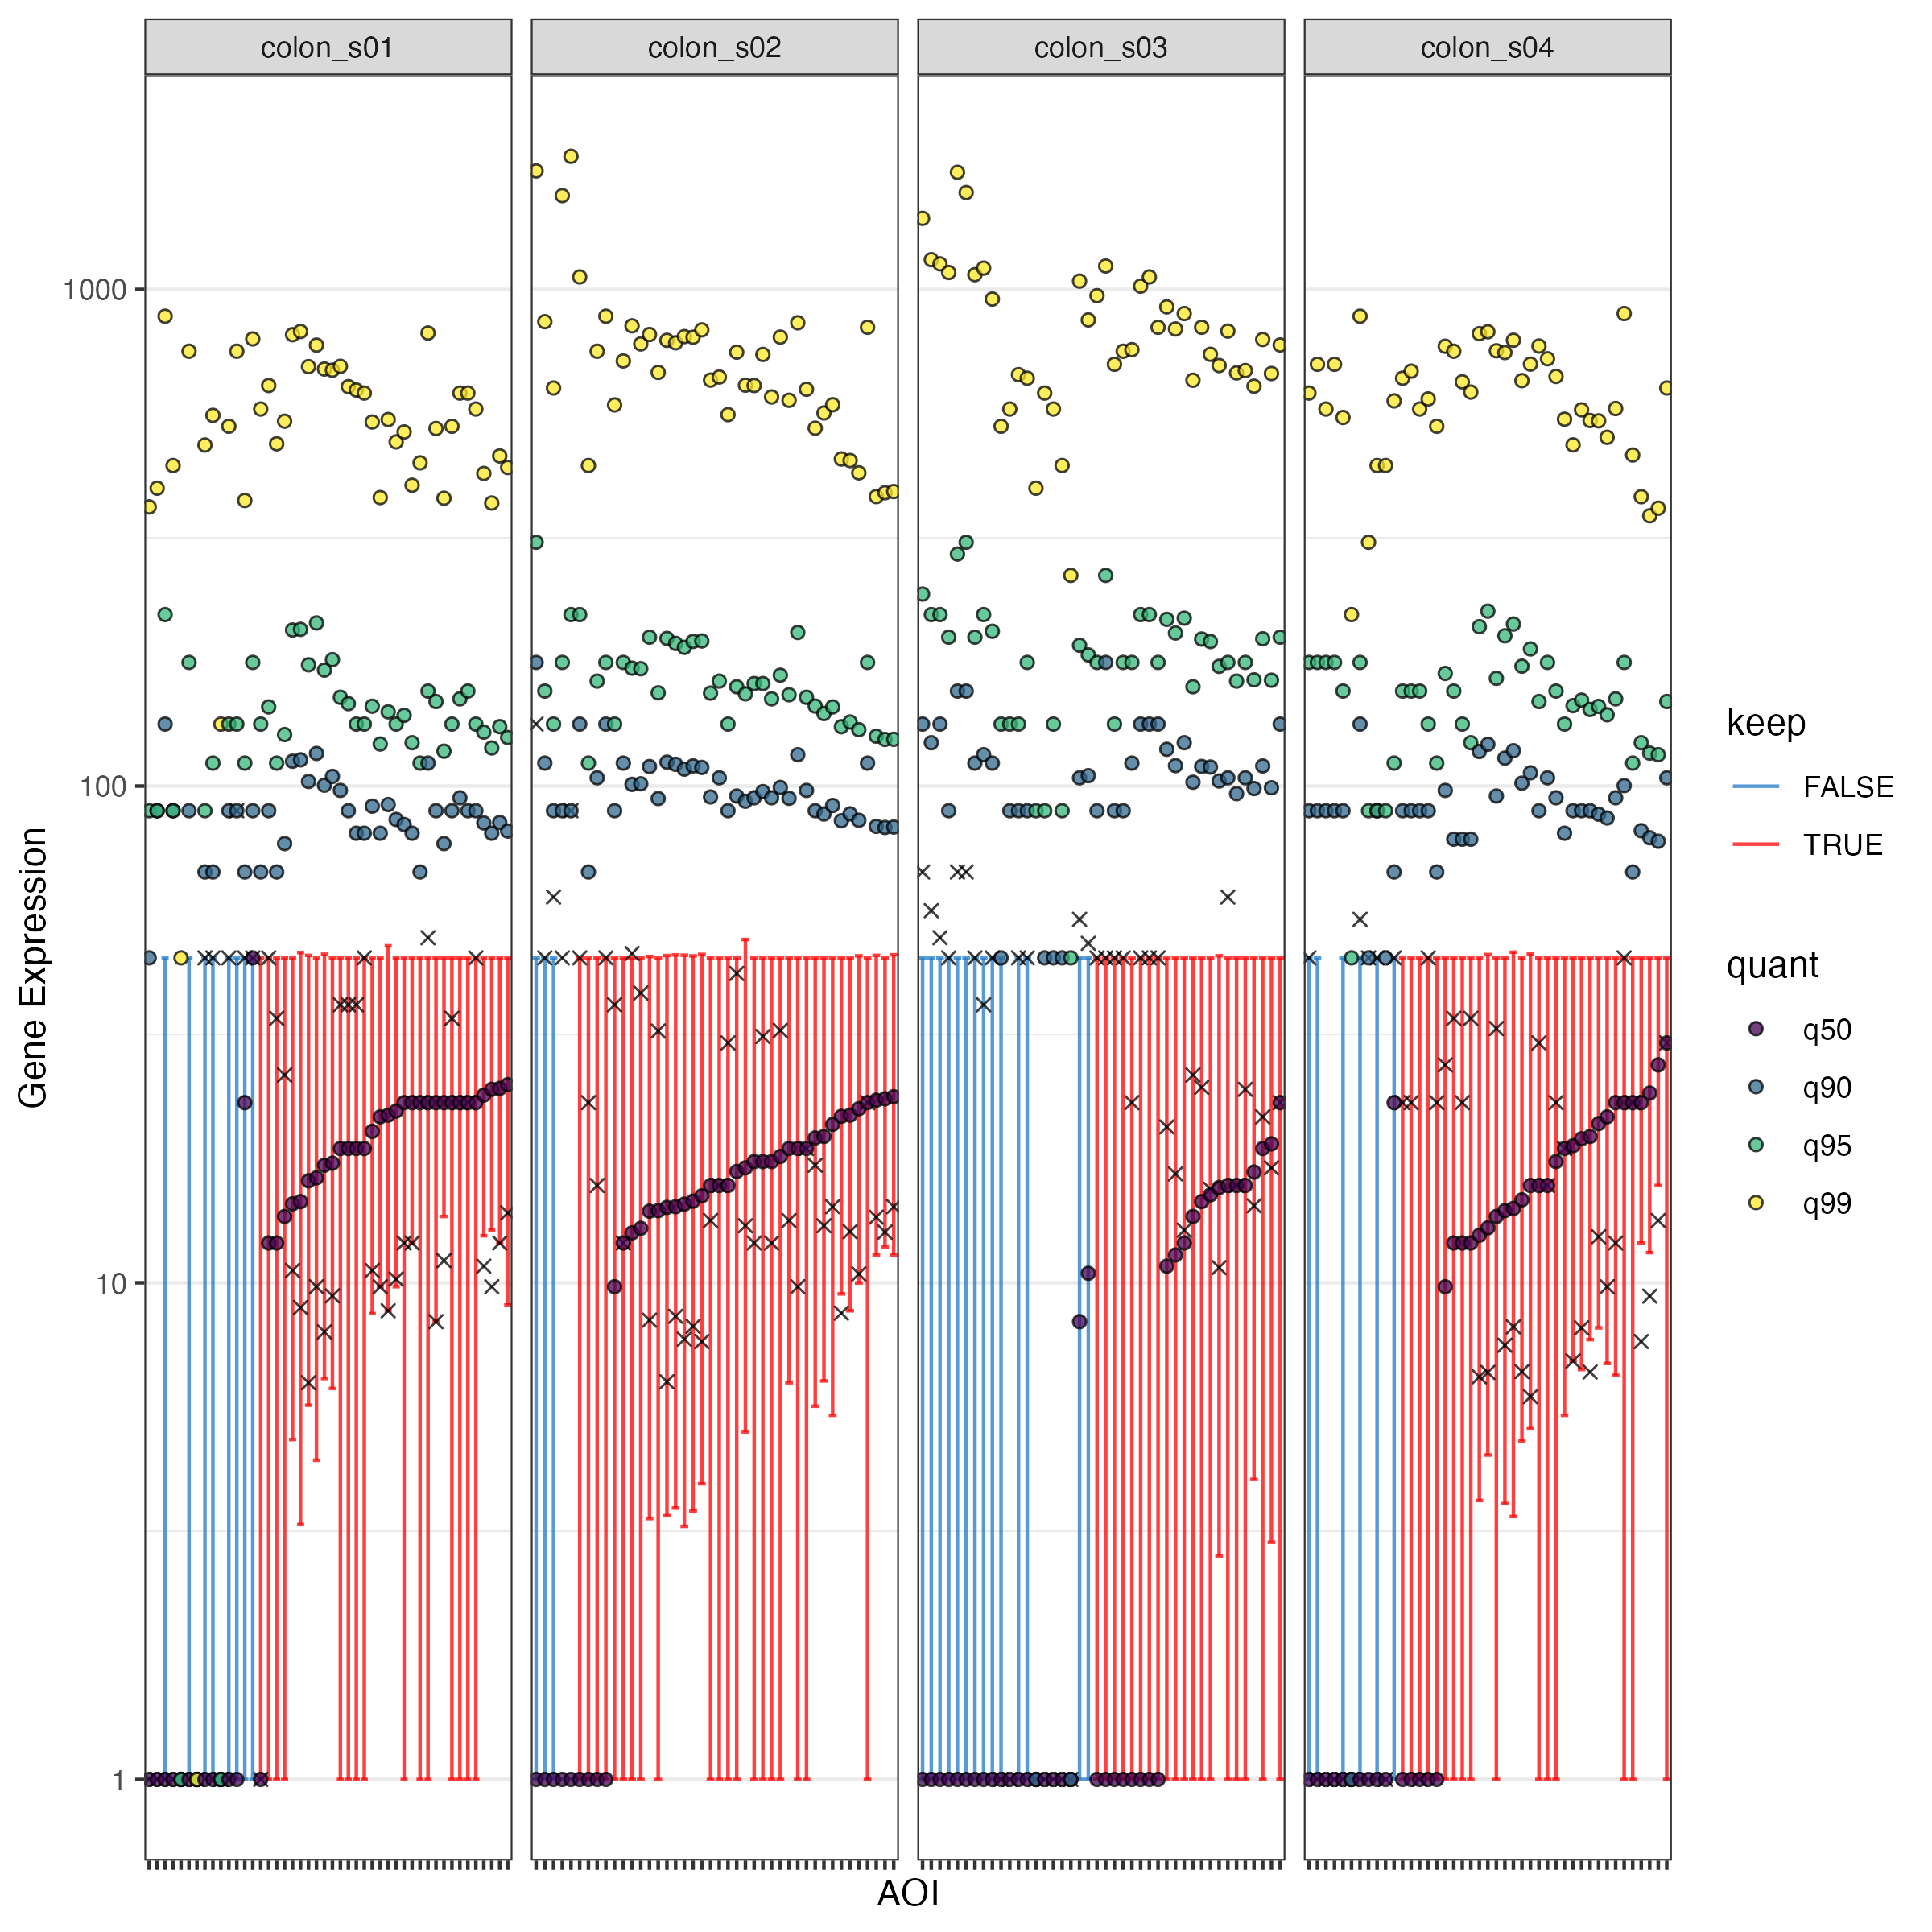 colon_s01 colon_s02 colon_s03 colon_s04
1000
100
10
1
Gene Expression
AOI
keep
FALSE
TRUE
quant
q50
q90
q95
q99